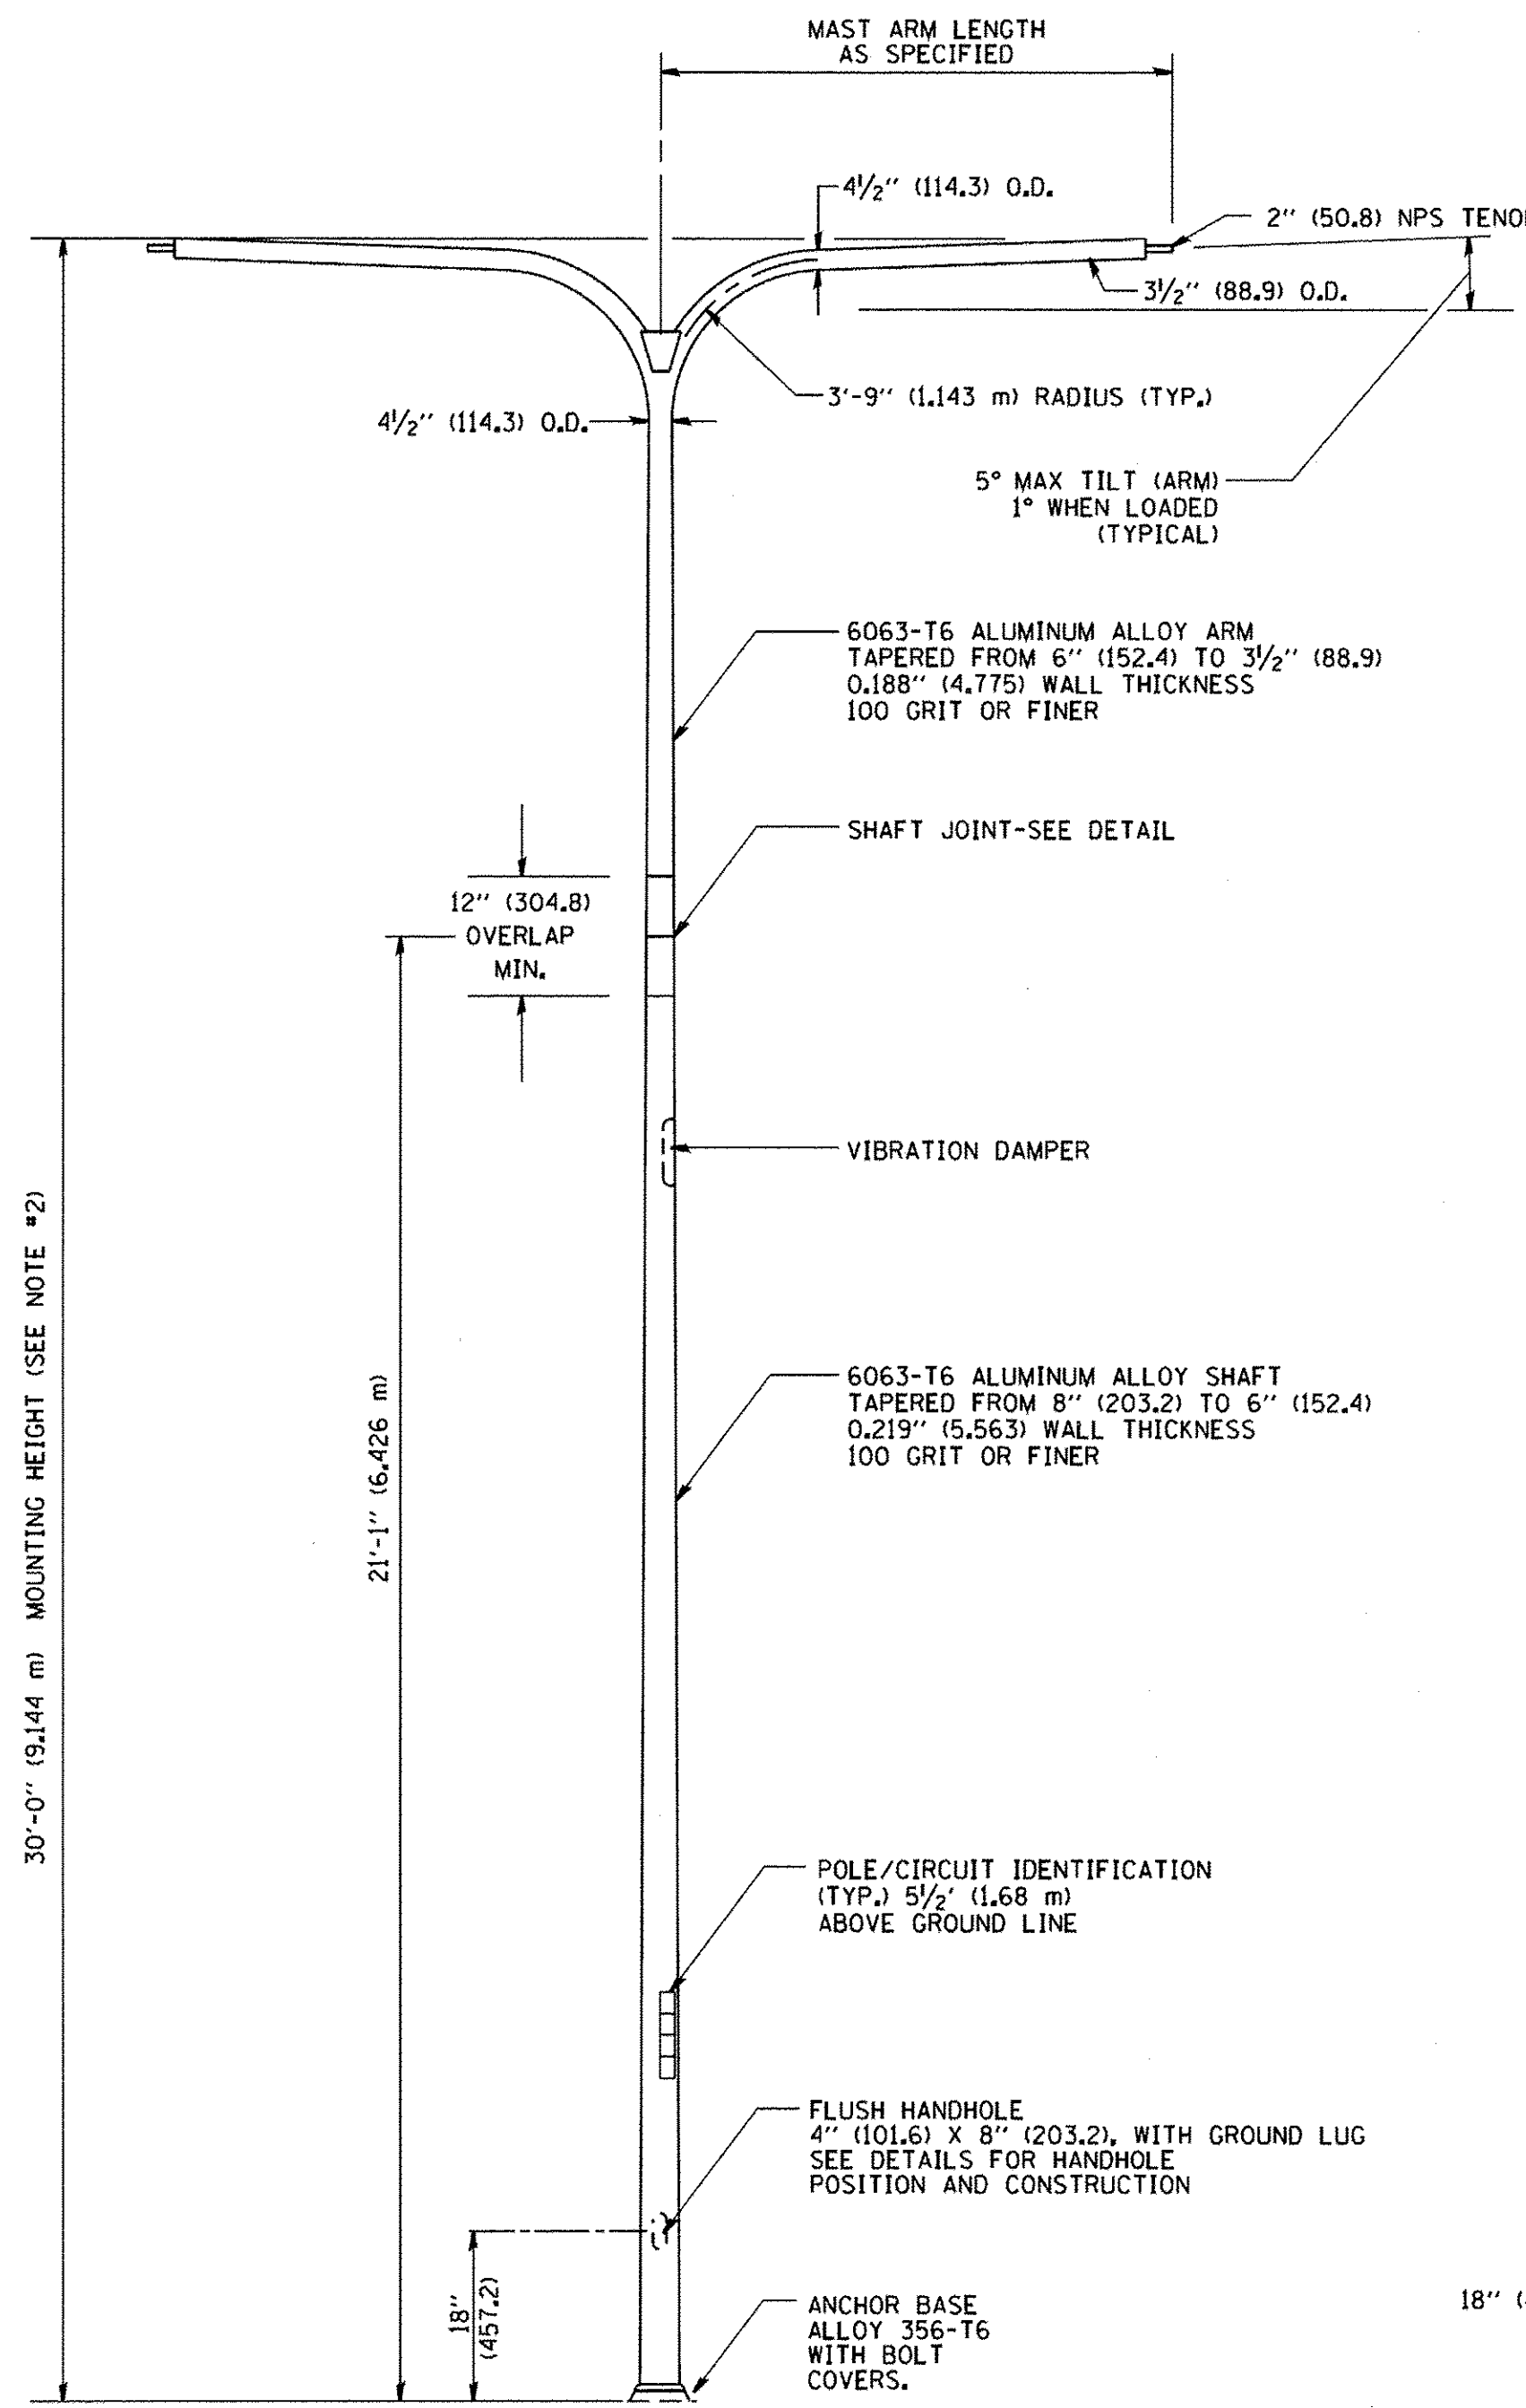 MAST ARM LENGTH
AS SPECIFIED
4½" (114.3) O.D.
2" (50.8) NPS
3½" (88.9) O.D.
3'-9" (1.143 m) RADIUS (TYP.)
4½" (114.3) O.D.
5° MAX TILT (ARM)
1° WHEN LOADED
(TYPICAL)
6063-T6 ALUMINUM ALLOY ARM
TAPERED FROM 6" (152.4) TO 3½" (88.9)
0.188" (4.775) WALL THICKNESS
100 GRIT OR FINER
SHAFT JOINT-SEE DETAIL
12" (304.8)
OVERLAP
MIN.
VIBRATION DAMPER
30'-0" (9.144 m) MOUNTING HEIGHT (SEE NOTE #2)
21'-1" (6.426 m)
6063-T6 ALUMINUM ALLOY SHAFT
TAPERED FROM 8" (203.2) TO 6" (152.4)
0.219" (5.563) WALL THICKNESS
100 GRIT OR FINER
POLE/CIRCUIT IDENTIFICATION
(TYP.) 5½' (1.68 m)
ABOVE GROUND LINE
FLUSH HANDHOLE
4" (101.6) X 8" (203.2), WITH GROUND LUG
SEE DETAILS FOR HANDHOLE
POSITION AND CONSTRUCTION
18"
(457.2)
ANCHOR BASE
ALLOY 356-T6
WITH BOLT
COVERS.
18"